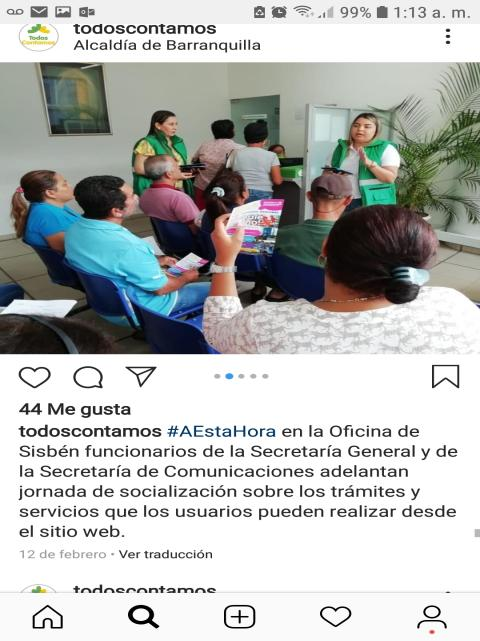 99% 1:13 a. m.
todoscontamos
Todos
Contamos
Alcaldía de Barranquilla
44 Me gusta
todoscontamos #AEstaHora en la Oficina de
Sisbén funcionarios de la Secretaría General y de
la Secretaría de Comunicaciones adelantan
jornada de socialización sobre los trámites y
servicios que los usuarios pueden realizar desde
el sitio web.
12 de febrero • Ver traducción
todoscontamos